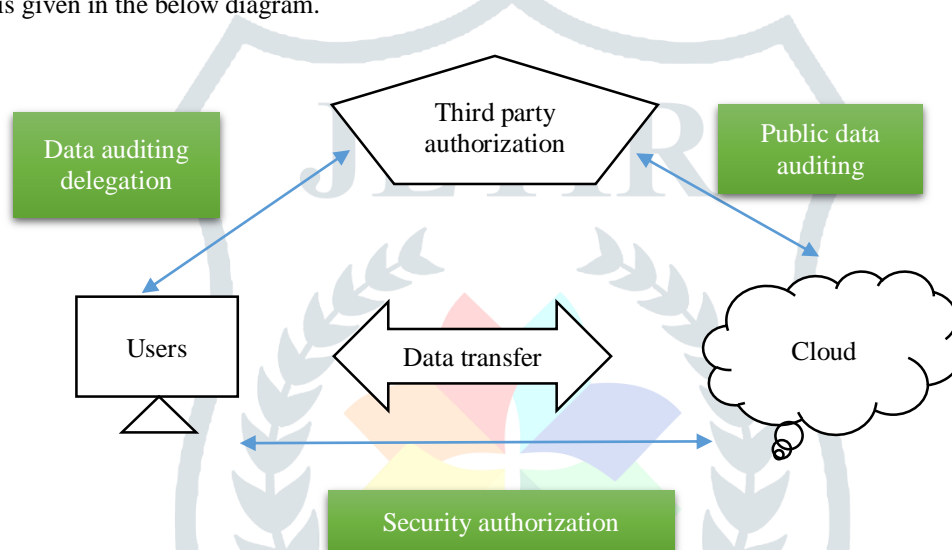 is given in the below diagram.
Third party
authorization
Data auditing
delegation
Public data
auditing
JETIR
Users
Data transfer
Cloud
Security authorization